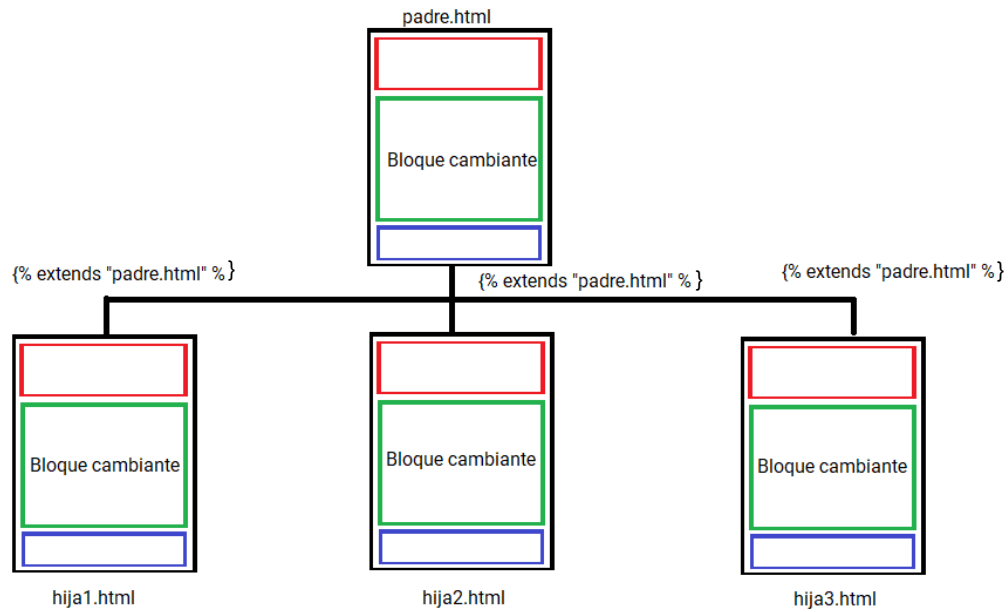 padre.html
Bloque cambiante
{% extends "padre.html" % }
{% extends "padre.html" % }
{% extends "padre.html" % }
Bloque cambiante
Bloque cambiante
Bloque cambiante
hija1.html
hija2.html
hija3.html